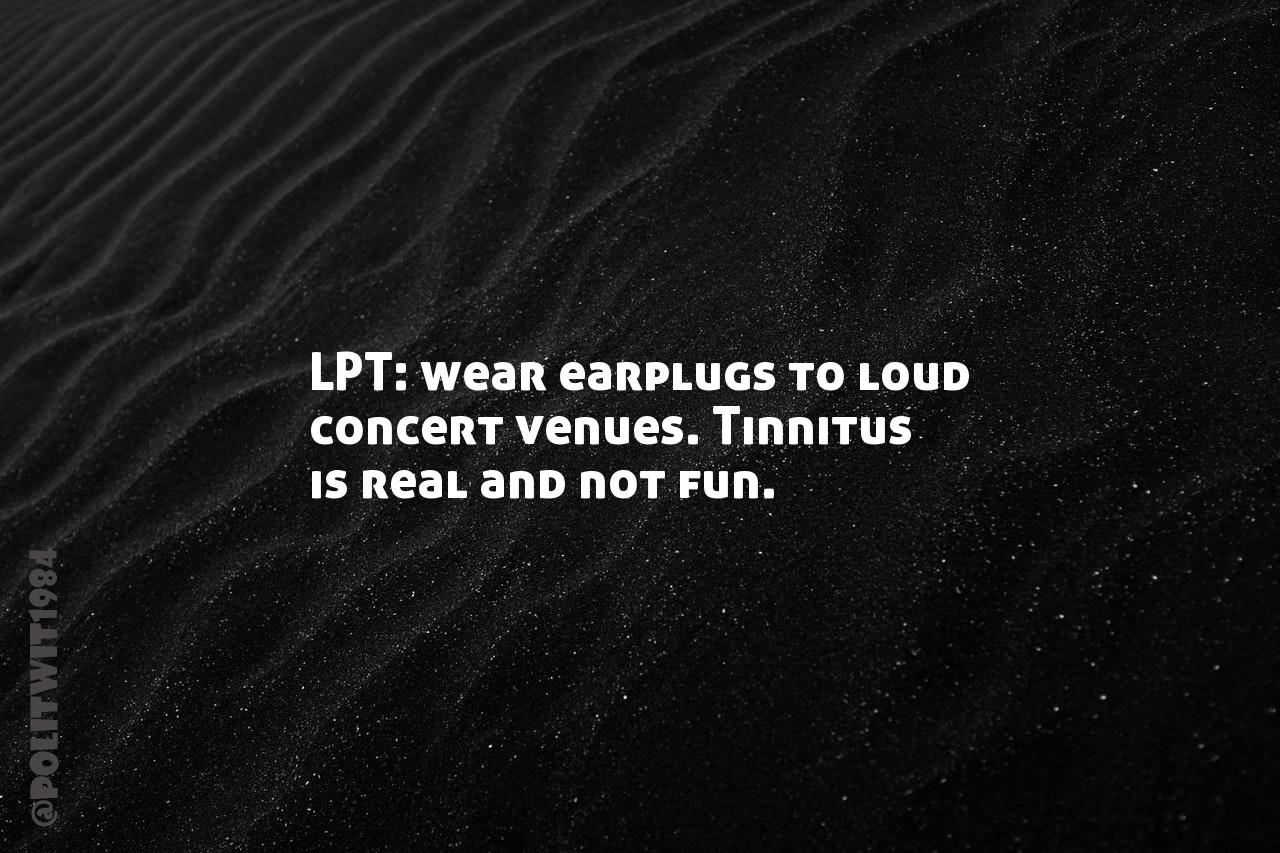 LPT: wear earplugs to loud
concert venues. Tinnitus
is real and not fun.
@POLITWIT1984